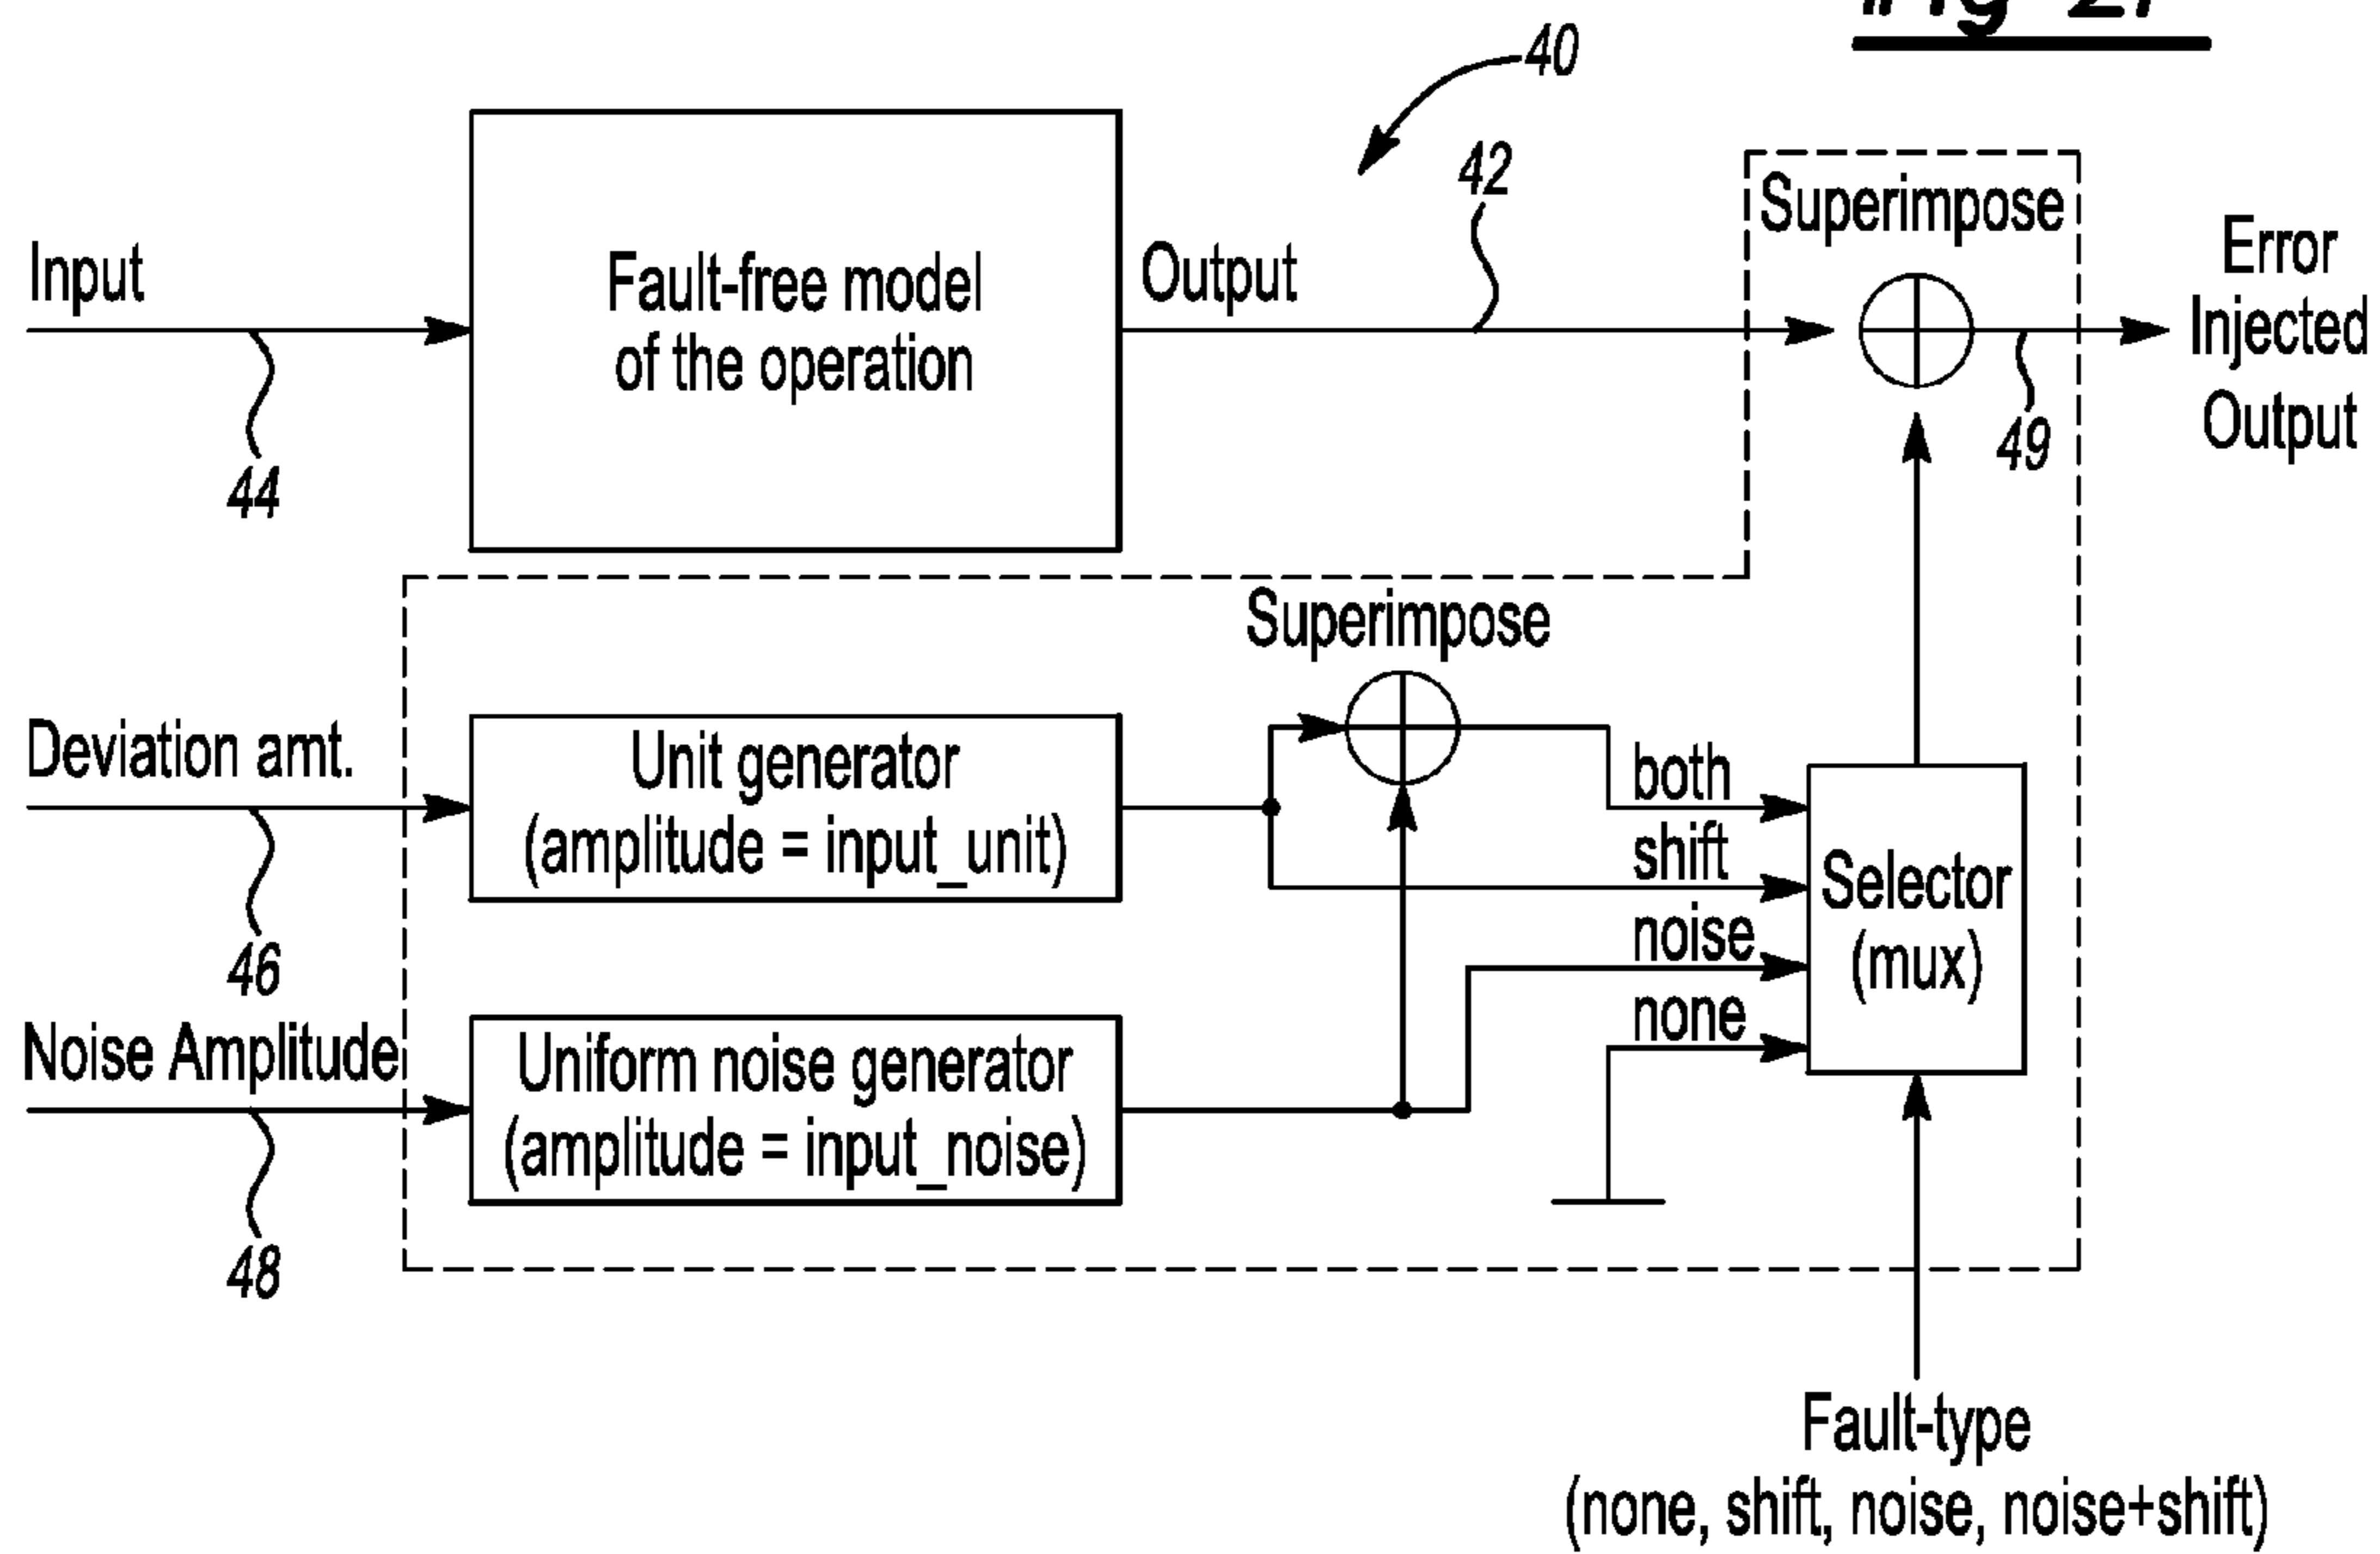 40
42
Superimpose
Input
Fault-free model
of the operation
Output
Error
Injected
Output
44
49
Superimpose
Deviation amt.
Unit generator
(amplitude = input_unit)
both
shift
noise
none
Selector
(mux)
46
Noise Amplitude
Uniform noise generator
(amplitude = input_noise)
48
Fault-type
(none, shift, noise, noise+shift)